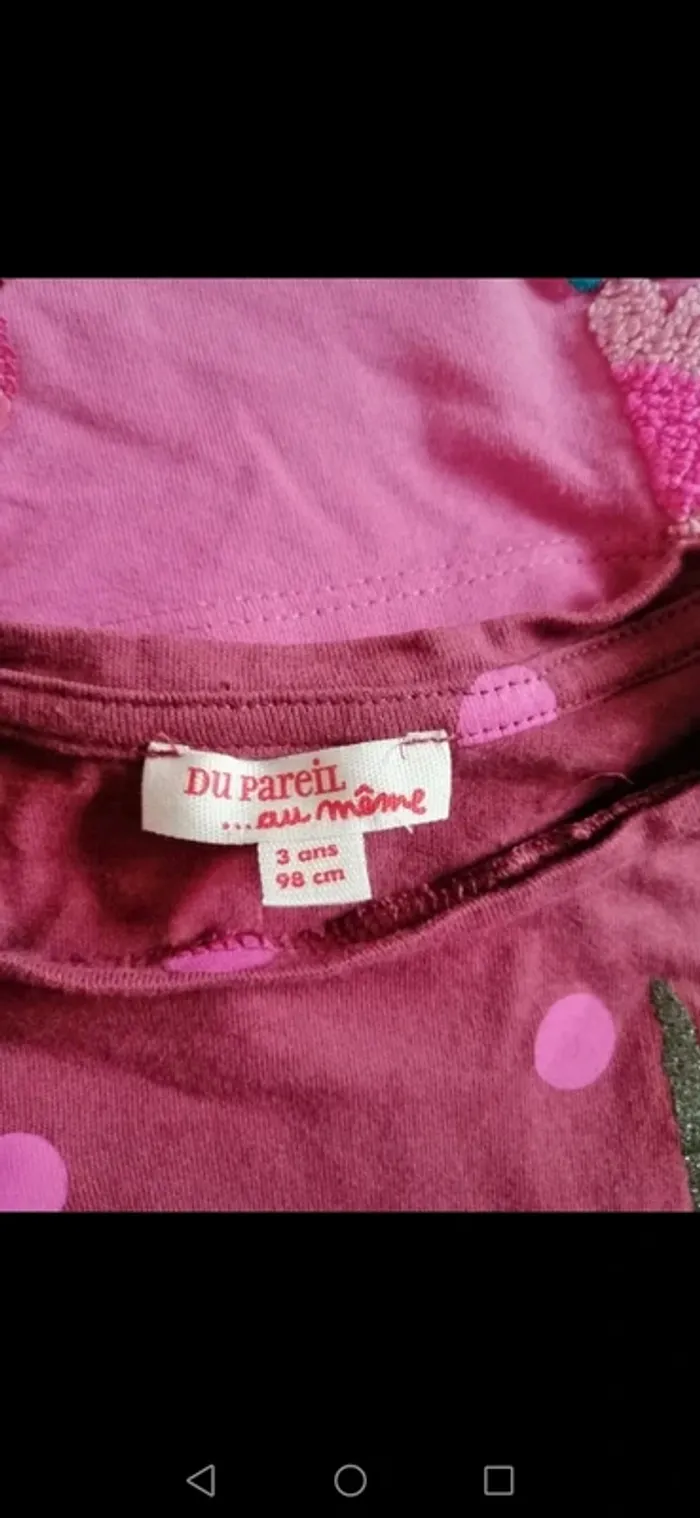 DU PAREIL
...au même
3 ans
98 cm